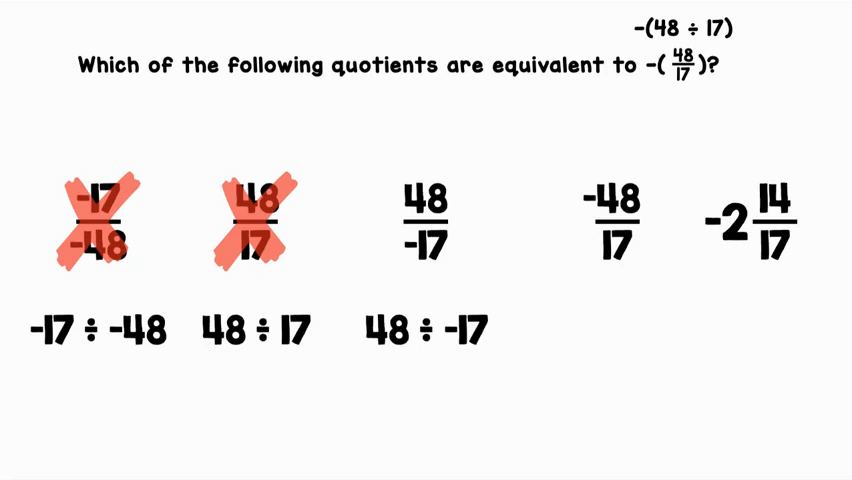 -(48 ÷ 17)
Which of the following quotients are equivalent to -( 48/17 )?
-17/-48 48/17 48/-17 -48/17 -2 14/17
-17 ÷ -48 48 ÷ 17 48 ÷ -17